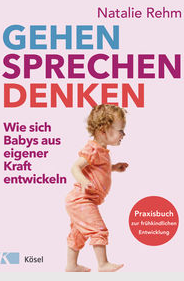 Natalie Rehm
GEHEN
SPRECHEN
DENKEN
Wie sich
Babys aus
eigener
Kraft
entwickeln
Praxisbuch
zur frühkindlichen
Entwicklung
Kösel